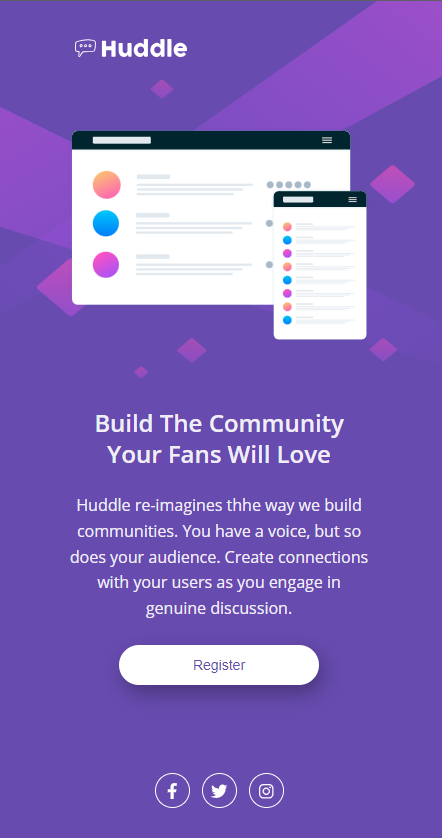 Huddle
Build The Community
Your Fans Will Love
Huddle re-imagines thhe way we build
communities. You have a voice, but so
does your audience. Create connections
with your users as you engage in
genuine discussion.
Register